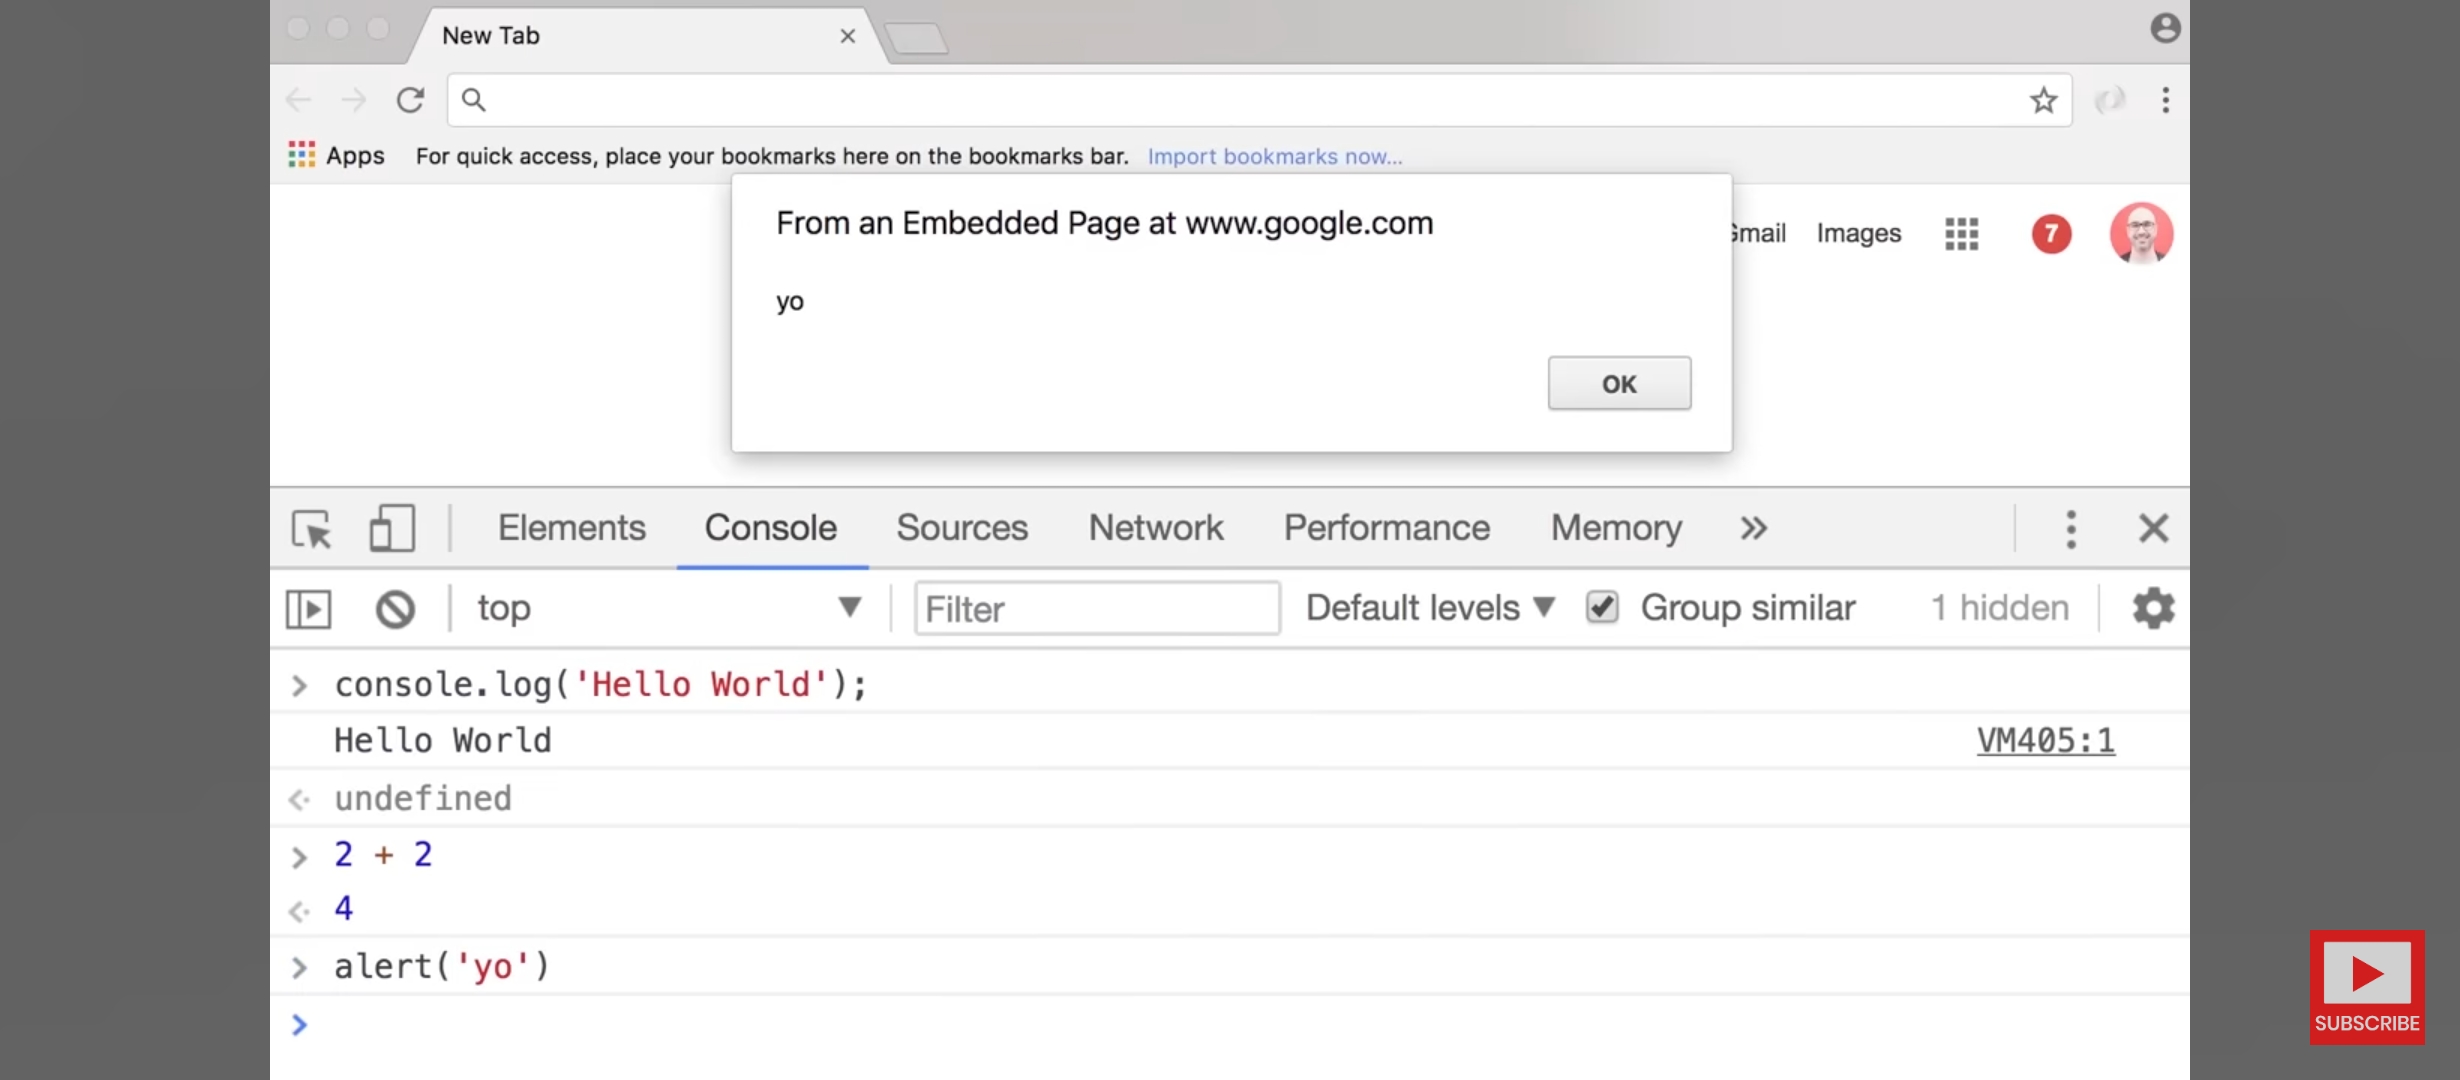 New Tab
Apps For quick access, place your bookmarks here on the bookmarks bar. Import bookmarks now...
From an Embedded Page at www.google.com
Images 7
yo
OK
Elements Console Sources Network Performance Memory
top Filter Default levels Group similar 1 hidden
console.log('Hello World');
Hello World VM405:1
undefined
2 + 2
4
alert('yo')
SUBSCRIBE